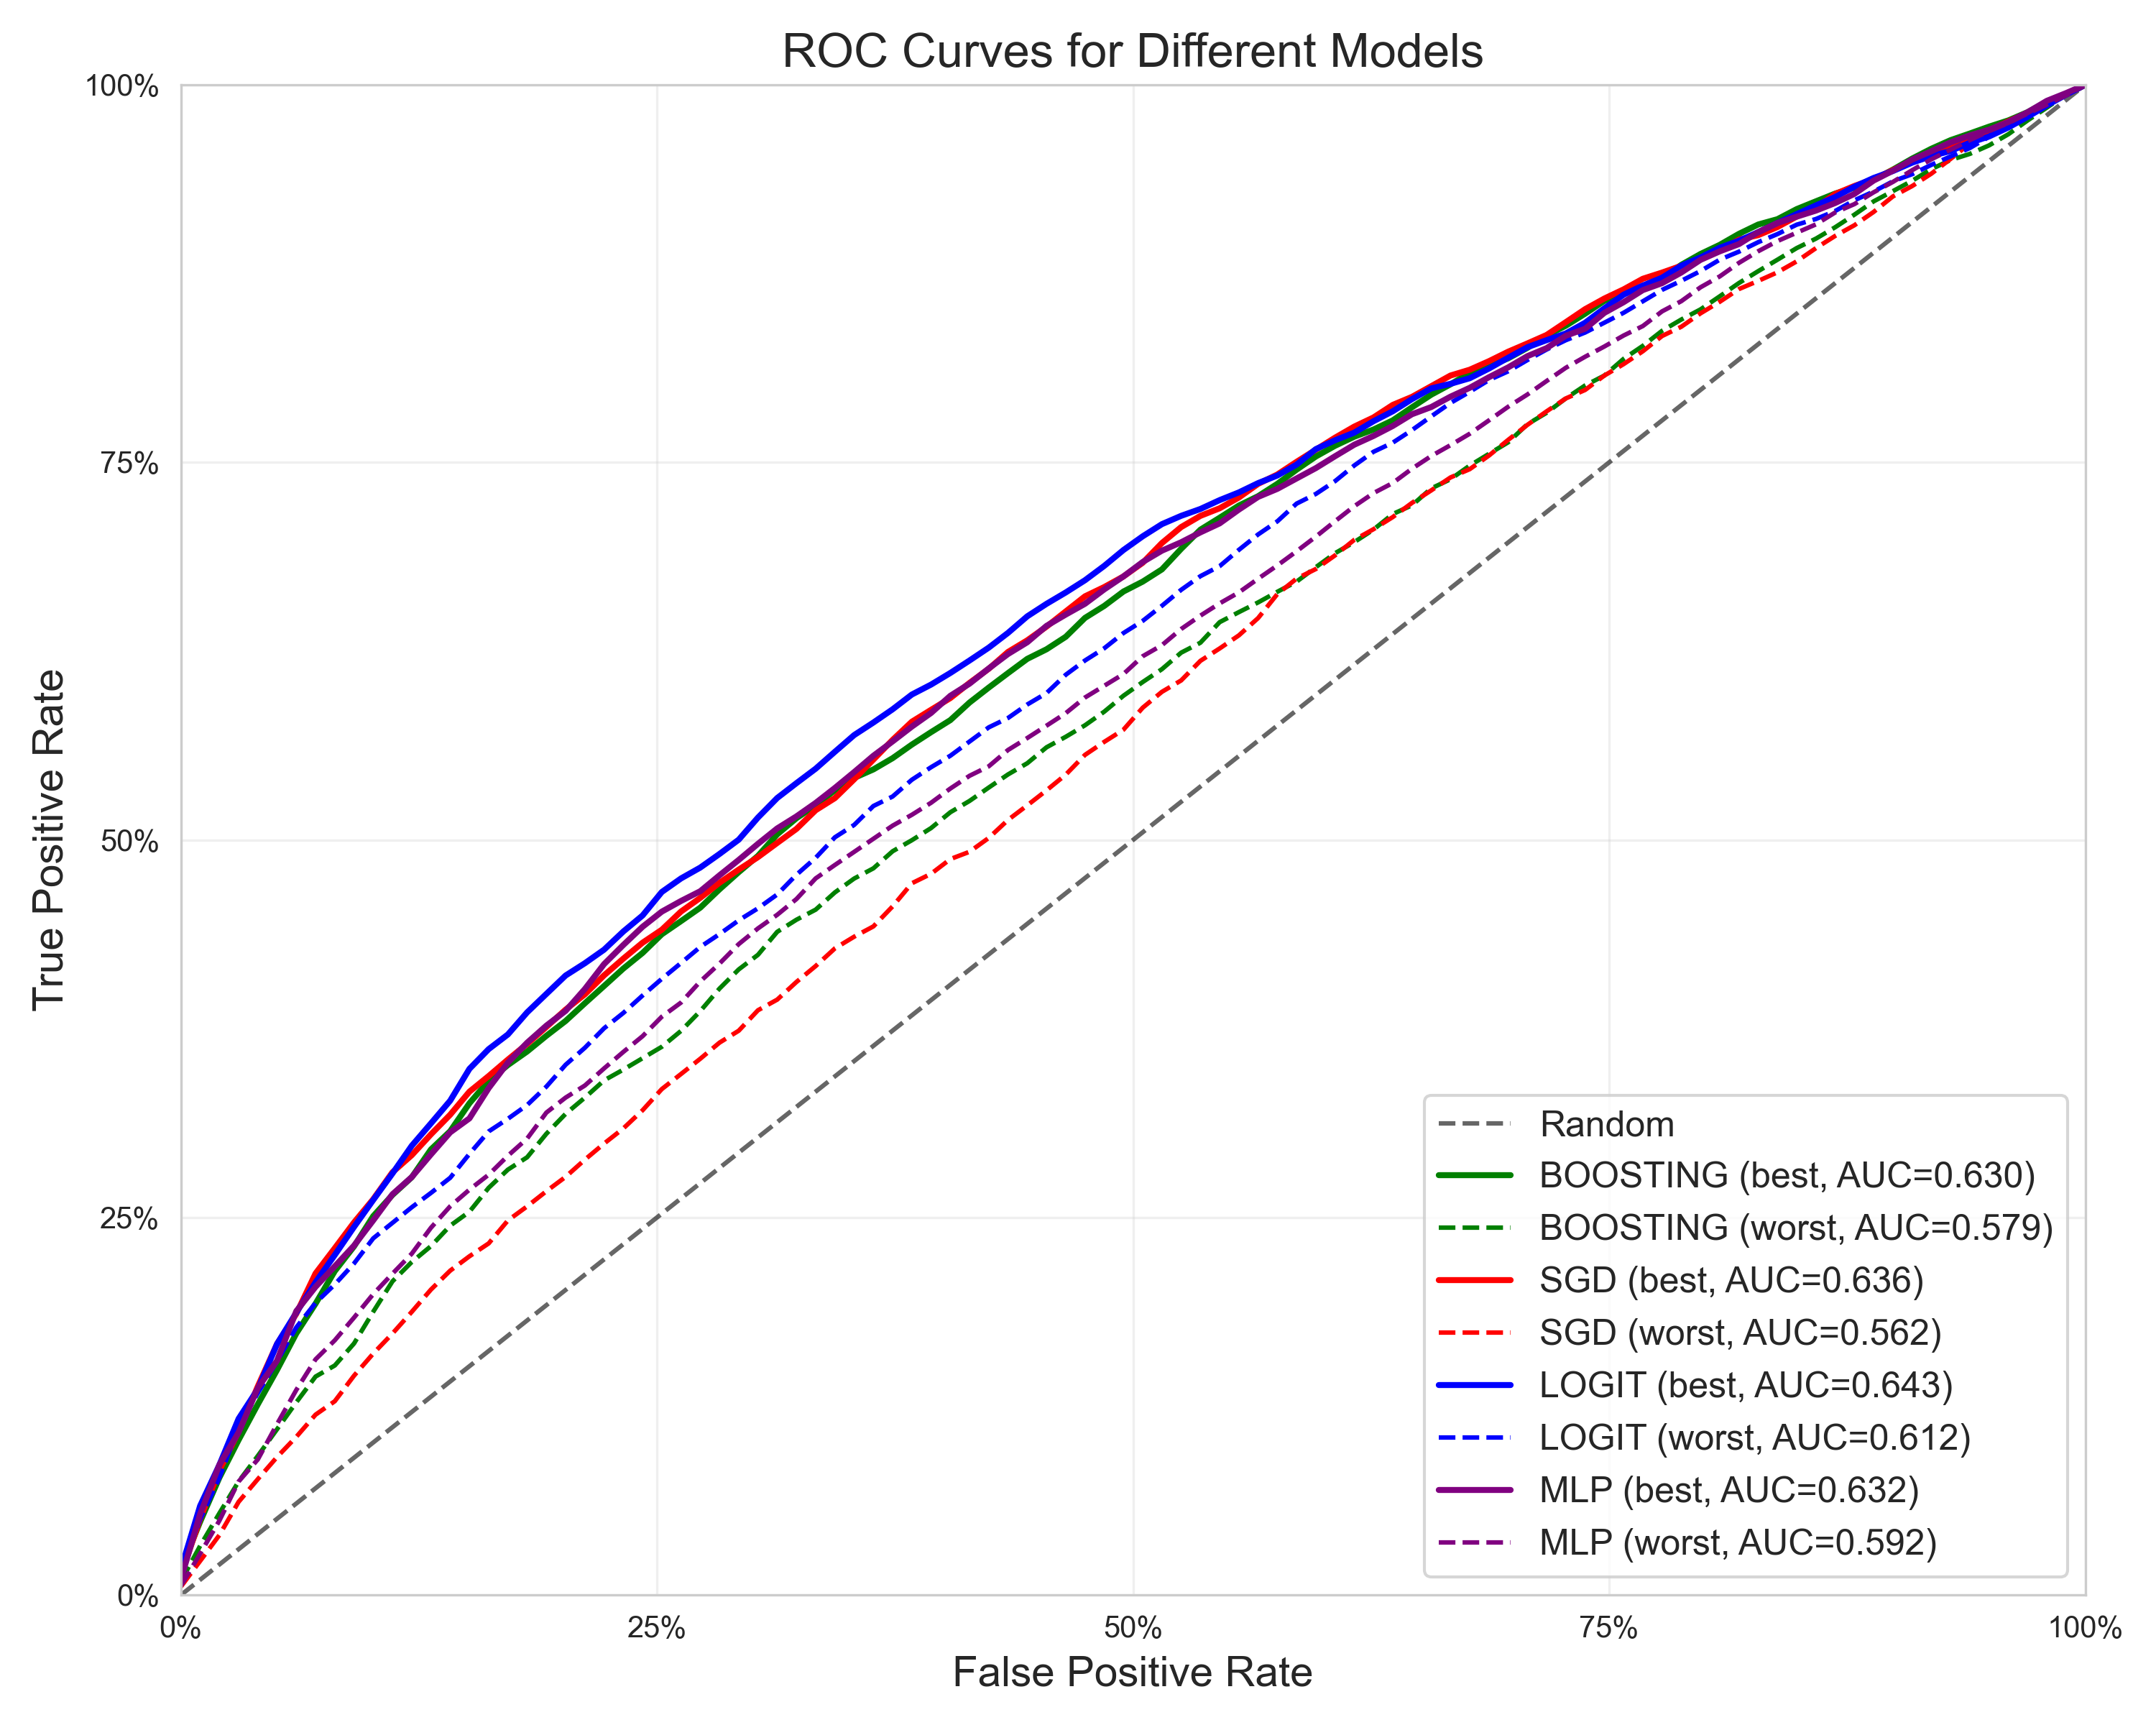 ROC Curves for Different Models
100%
75%
50%
25%
0%
True Positive Rate
0%
25%
50%
75%
100%
False Positive Rate
Random
BOOSTING (best, AUC=0.630)
BOOSTING (worst, AUC=0.579)
SGD (best, AUC=0.636)
SGD (worst, AUC=0.562)
LOGIT (best, AUC=0.643)
LOGIT (worst, AUC=0.612)
MLP (best, AUC=0.632)
MLP (worst, AUC=0.592)